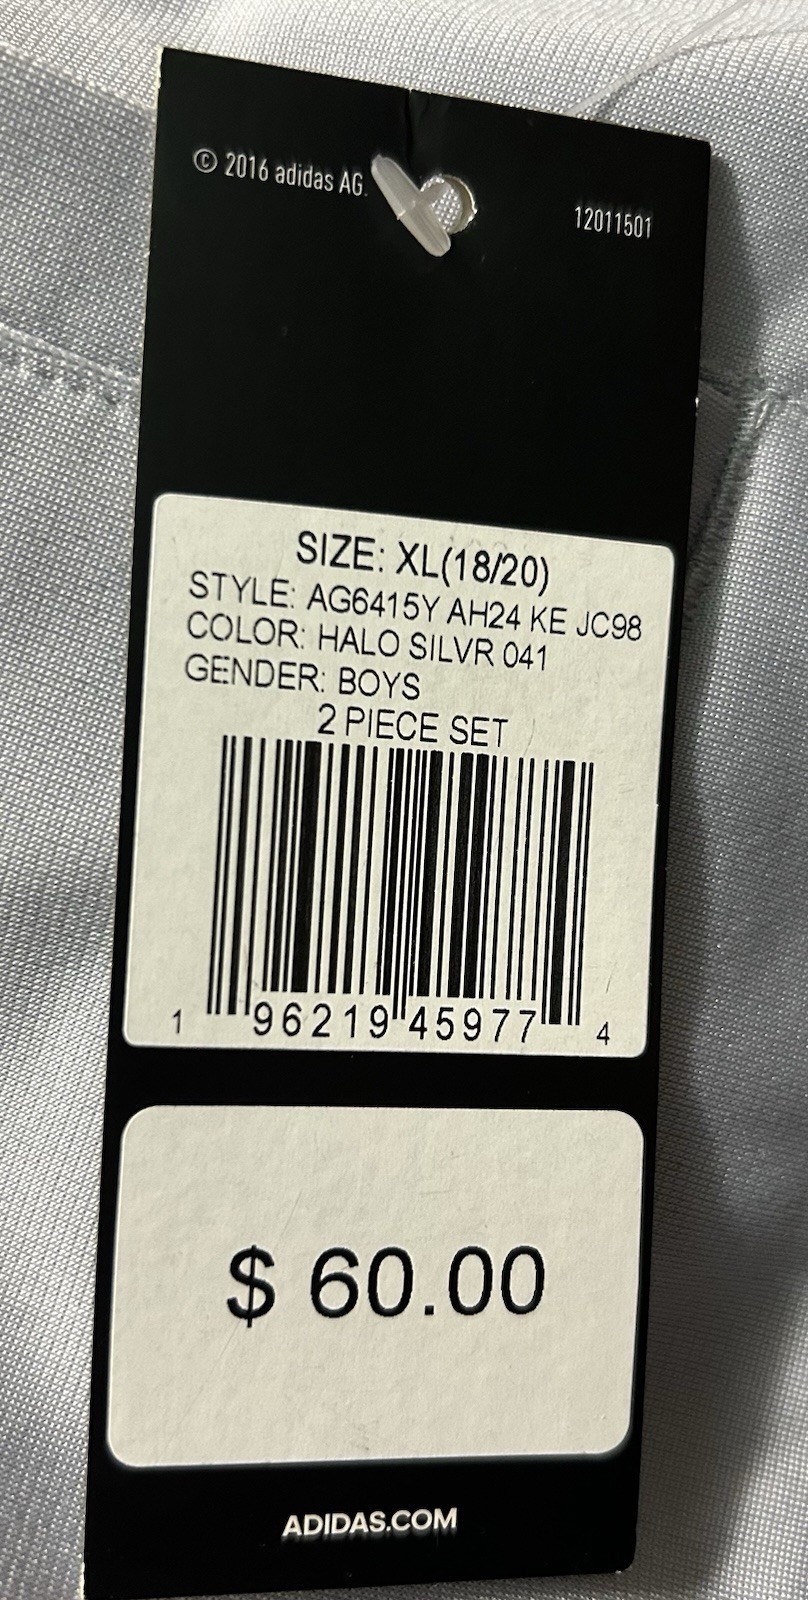 © 2016 adidas AG.
12011501
SIZE: XL(18/20)
STYLE: AG6415Y AH24 KE JC98
COLOR: HALO SILVR 041
GENDER: BOYS
2 PIECE SET
1 96219 45977 4
$ 60.00
ADIDAS.COM